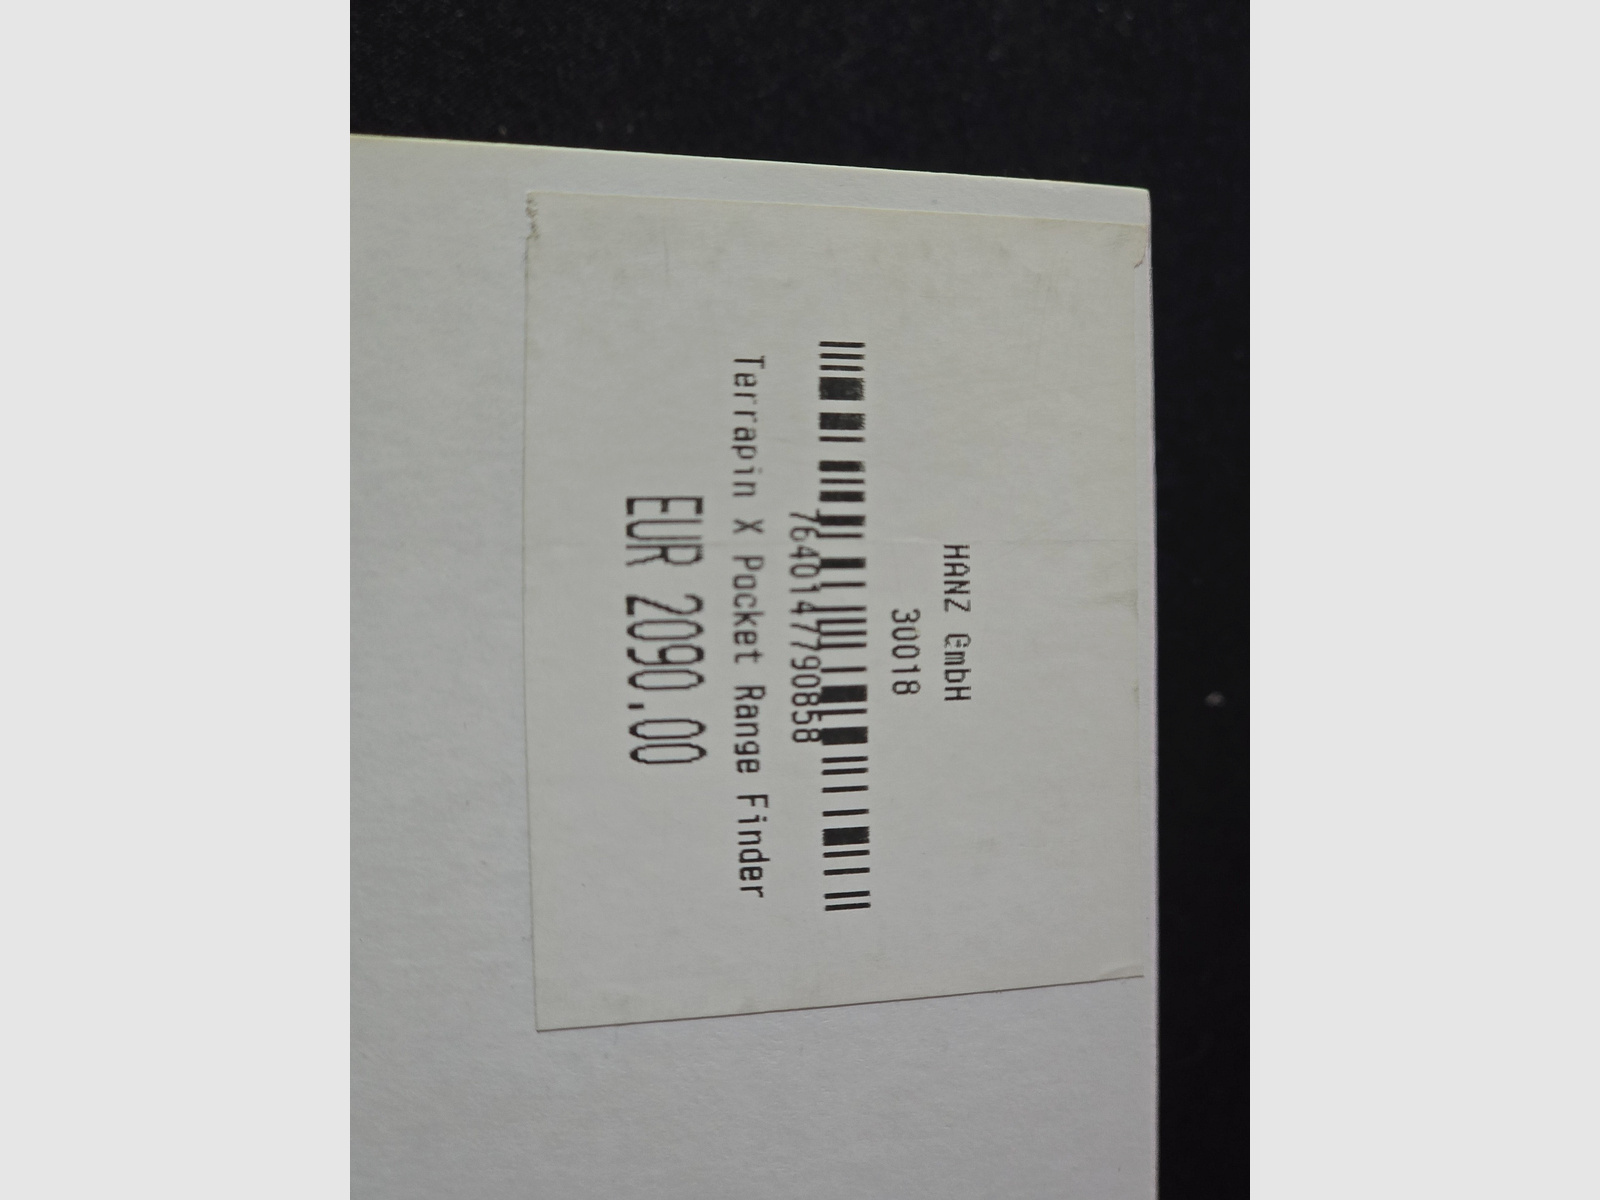 HANZ GmbH
30018
7640147790858
Terrapin X Pocket Range Finder
EUR 2090,00